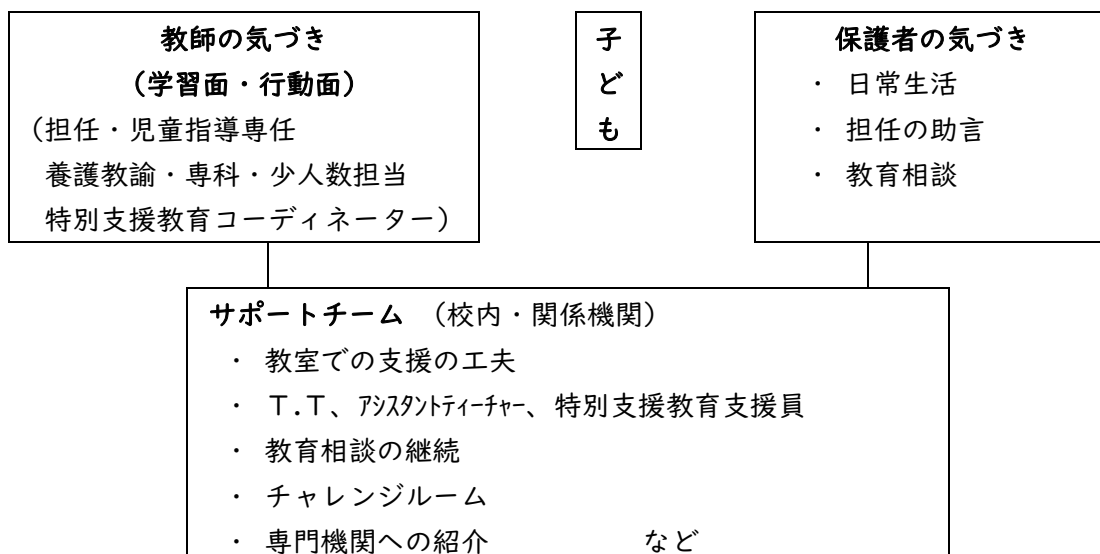 教師の気づき
（学習面・行動面）
（担任・児童指導専任
養護教諭・専科・少人数担当
特別支援教育コーディネーター）
子
ど
も
保護者の気づき
・ 日常生活
・ 担任の助言
・ 教育相談
サポートチーム （校内・関係機関）
・ 教室での支援の工夫
・ Ｔ.Ｔ、ｱｼｽﾀﾝﾄﾃｨｰﾁｬｰ、特別支援教育支援員
・ 教育相談の継続
・ チャレンジルーム
・ 専門機関への紹介 など